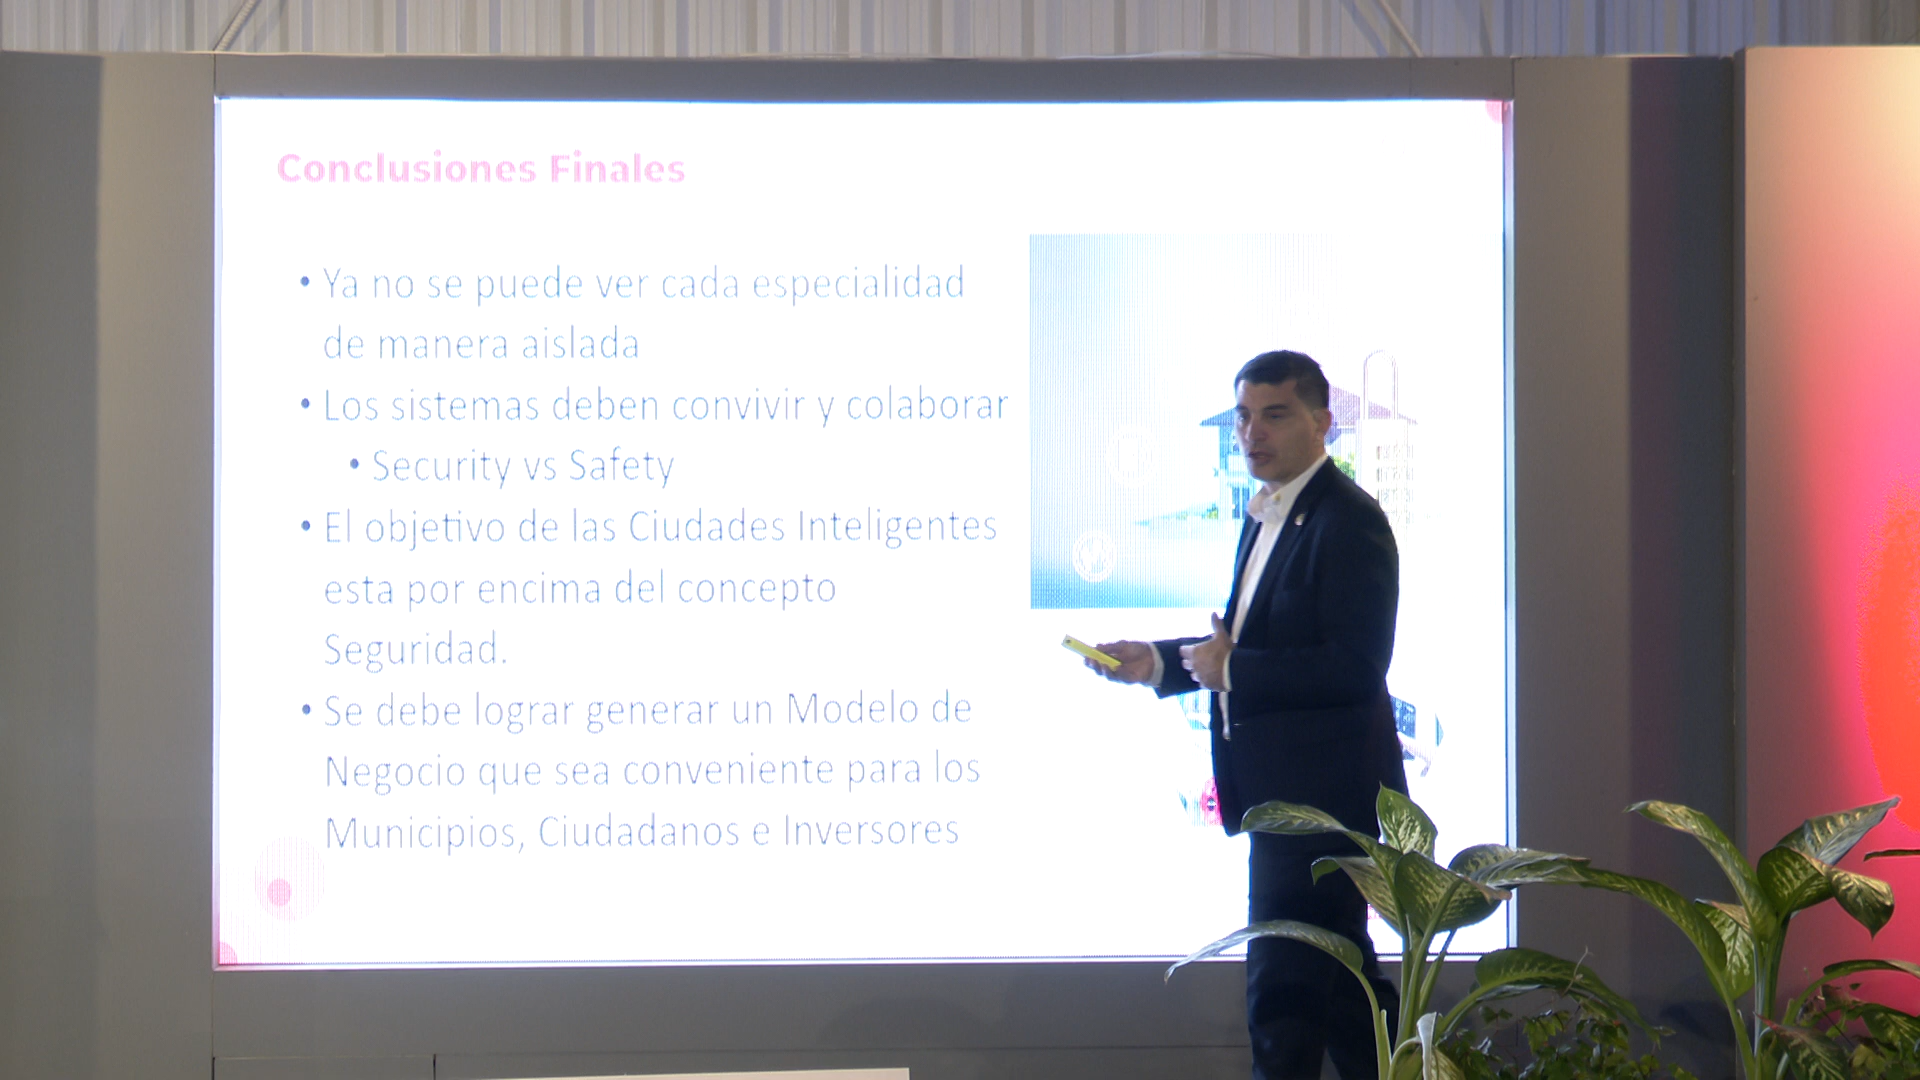 Conclusiones Finales
• Ya no se puede ver cada especialidad
de manera aislada
• Los sistemas deben convivir y colaborar
• Security vs Safety
• El objetivo de las Ciudades Inteligentes
esta por encima del concepto
Seguridad.
• Se debe lograr generar un Modelo de
Negocio que sea conveniente para los
Municipios, Ciudadanos e Inversores